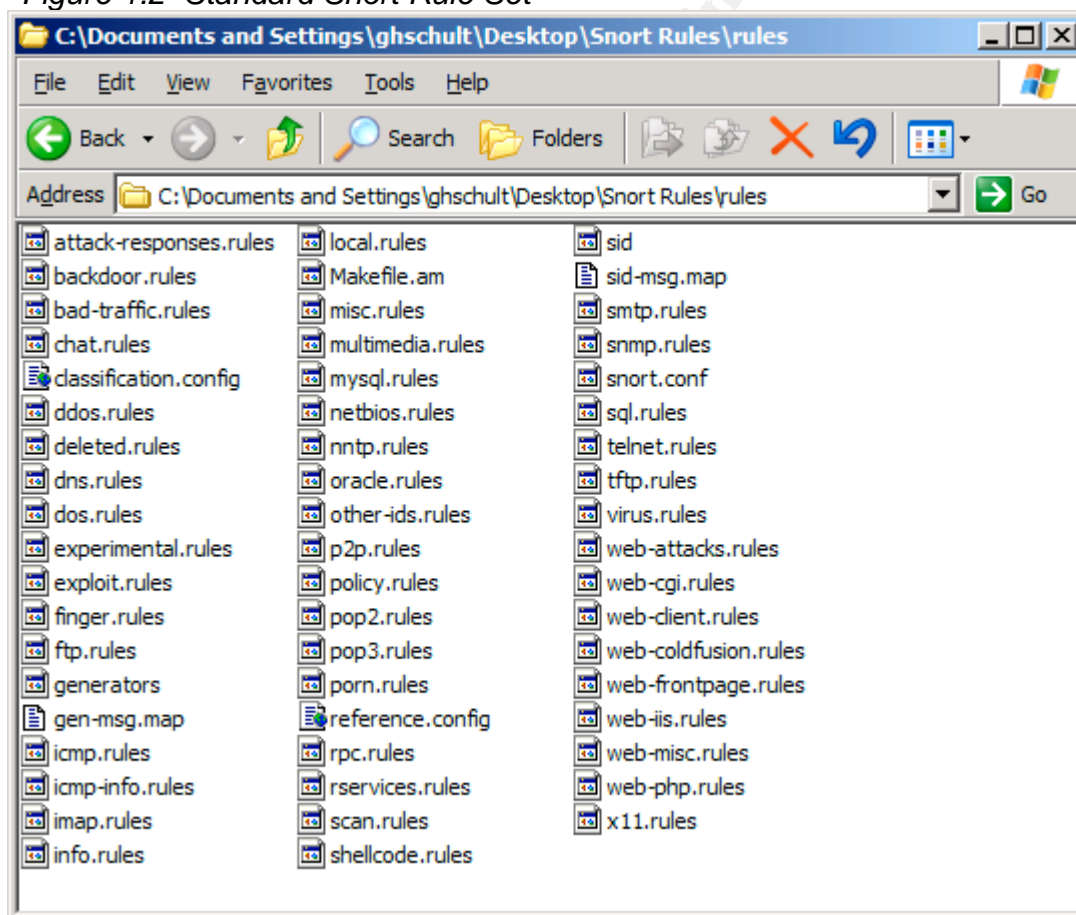 Figure 4.2 Standard Snort Rule Set
C:\Documents and Settings\ghschult\Desktop\Snort Rules\rules
File Edit View Favorites Tools Help
Back Search Folders
Address C:\Documents and Settings\ghschult\Desktop\Snort Rules\rules Go
attack-responses.rules
backdoor.rules
bad-traffic.rules
chat.rules
classification.config
ddos.rules
deleted.rules
dns.rules
dos.rules
experimental.rules
exploit.rules
finger.rules
ftp.rules
generators
gen-msg.map
icmp.rules
icmp-info.rules
imap.rules
info.rules
local.rules
Makefile.am
misc.rules
multimedia.rules
mysql.rules
netbios.rules
nntp.rules
oracle.rules
other-ids.rules
p2p.rules
policy.rules
pop2.rules
pop3.rules
porn.rules
reference.config
rpc.rules
rservices.rules
scan.rules
shellcode.rules
sid
sid-msg.map
smtp.rules
snmp.rules
snort.conf
sql.rules
telnet.rules
tftp.rules
virus.rules
web-attacks.rules
web-cgi.rules
web-client.rules
web-coldfusion.rules
web-frontpage.rules
web-iis.rules
web-misc.rules
web-php.rules
x11.rules